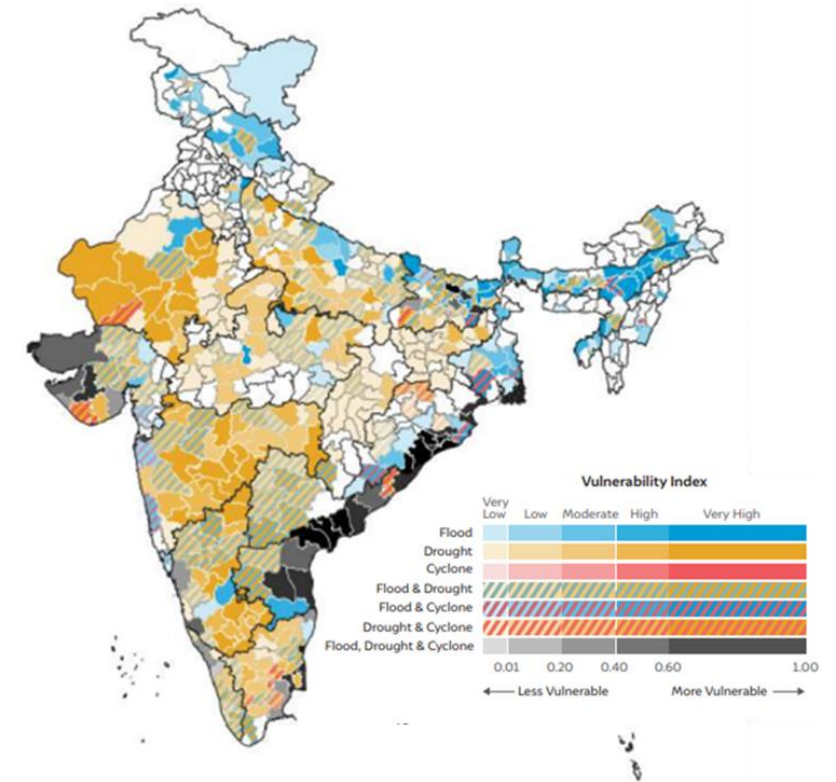 Vulnerability Index
Very Low Low Moderate High Very High
Flood
Drought
Cyclone
Flood & Drought
Flood & Cyclone
Drought & Cyclone
Flood, Drought & Cyclone
0.01 0.20 0.40 0.60 1.00
Less Vulnerable More Vulnerable